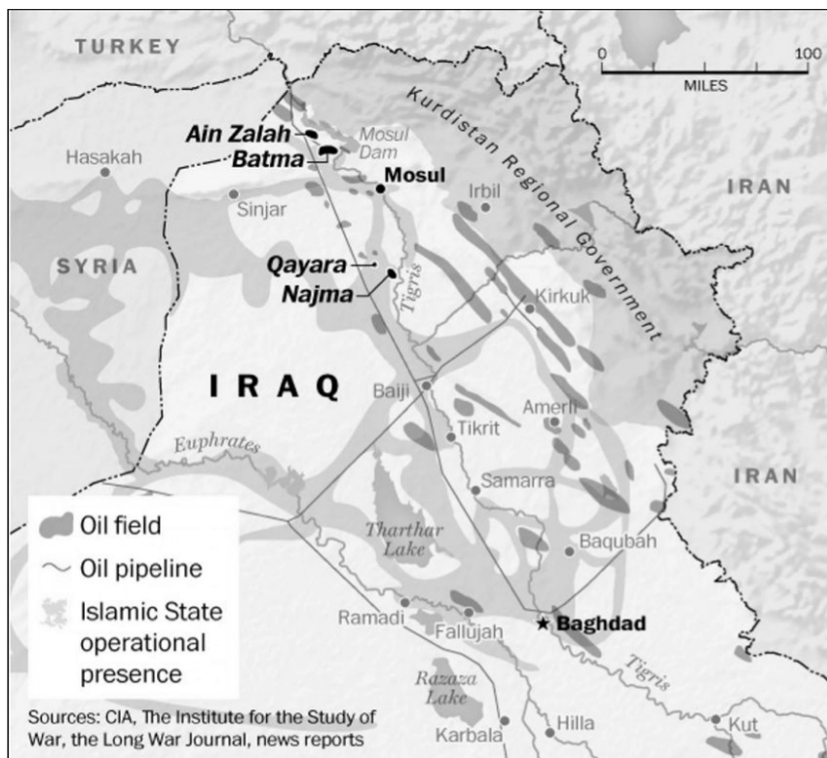 TURKEY
0
100
MILES
Ain Zalah
Batma
Mosul
Dam
Hasakah
Mosul
Sinjar
Irbil
Kurdistan Regional Government
IRAN
SYRIA
Qayara
Najma
Tigris
Kirkuk
IRAQ
Baiji
Amerli
Tikrit
Euphrates
Samarra
IRAN
Oil field
Tharthar
Lake
Baqubah
Oil pipeline
Islamic State
operational
presence
Ramadi
Fallujah
Baghdad
Tigris
Razaza
Lake
Sources: CIA, The Institute for the Study of
War, the Long War Journal, news reports
Karbala
Hilla
Kut